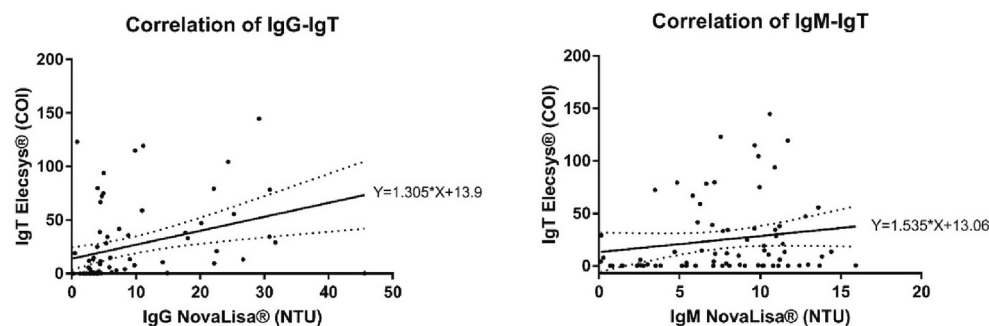 Correlation of IgG-IgT
200
150
100
50
0
0 10 20 30 40 50
IgT Elecsys® (COI)
IgG NovaLisa® (NTU)
Y=1.305*X+13.9
Correlation of IgM-IgT
200
150
100
50
0
0 5 10 15 20
IgT Elecsys® (COI)
IgM NovaLisa® (NTU)
Y=1.535*X+13.06